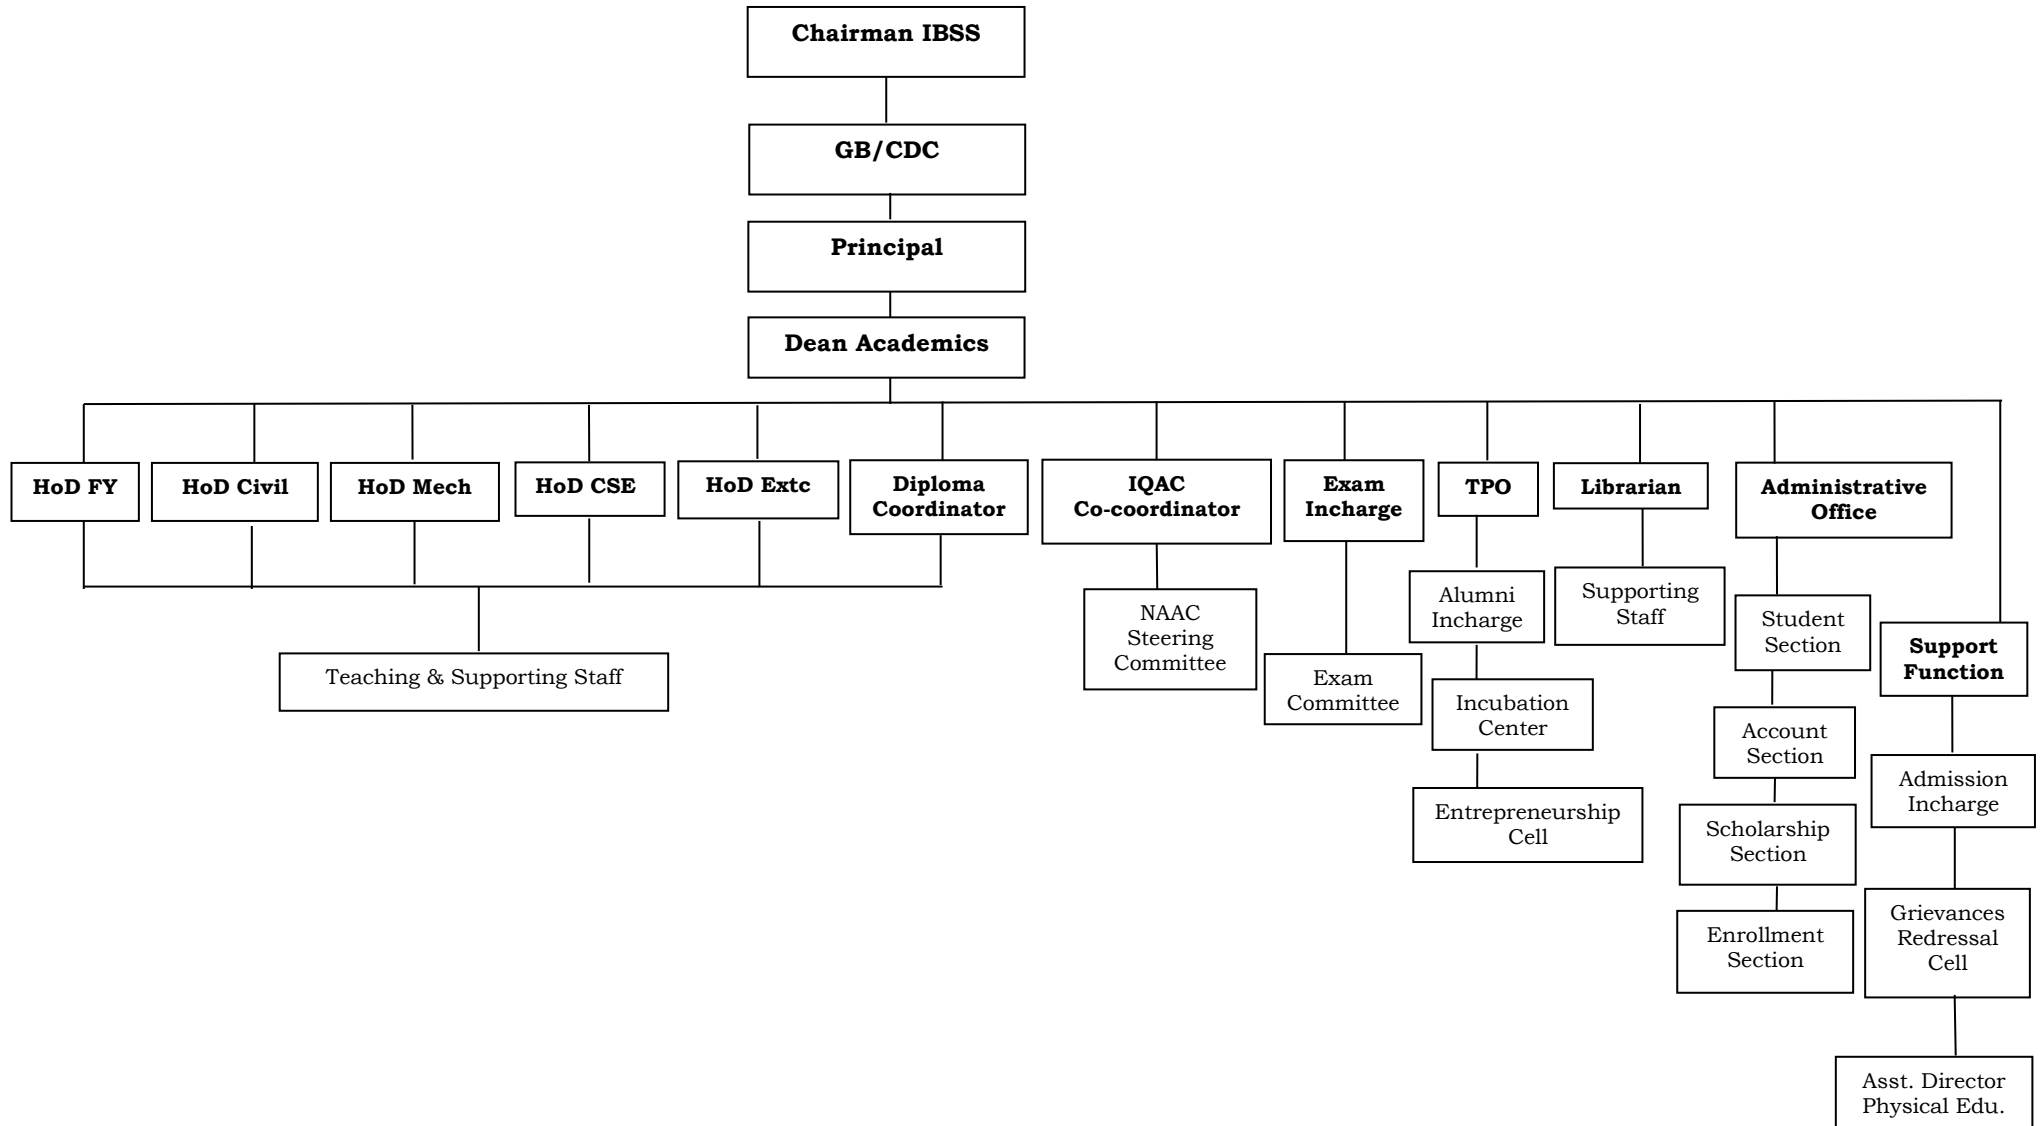 Chairman IBSS
GB/CDC
Principal
Dean Academics
HoD FY
HoD Civil
HoD Mech
HoD CSE
HoD Extc
Diploma
Coordinator
IQAC
Co-coordinator
Exam
Incharge
TPO
Librarian
Administrative
Office
Support
Function
Teaching & Supporting Staff
NAAC
Steering
Committee
Exam
Committee
Alumni
Incharge
Incubation
Center
Entrepreneurship
Cell
Supporting
Staff
Student
Section
Account
Section
Scholarship
Section
Enrollment
Section
Admission
Incharge
Grievances
Redressal
Cell
Asst. Director
Physical Edu.